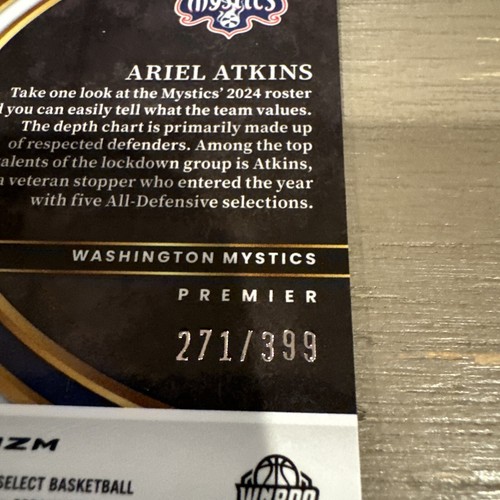 MYSTICS
ARIEL ATKINS
Take one look at the Mystics' 2024 roster
you can easily tell what the team values.
The depth chart is primarily made up
of respected defenders. Among the top
talents of the lockdown group is Atkins,
a veteran stopper who entered the year
with five All-Defensive selections.
WASHINGTON MYSTICS
PREMIER
271/399
IZM
SELECT BASKETBALL